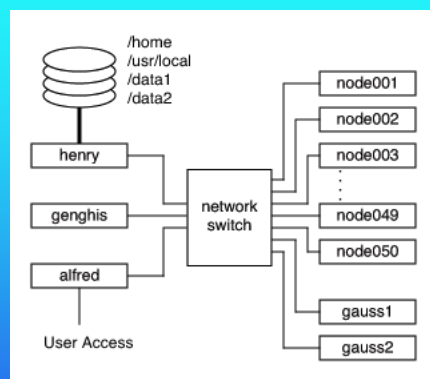 /home
/usr/local
/data1
/data2
henry
genghis
alfred
User Access
network
switch
node001
node002
node003
node049
node050
gauss1
gauss2